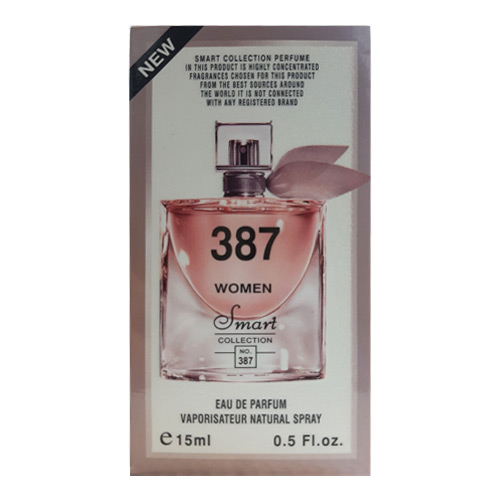 NEW
SMART COLLECTION PERFUME
IN THIS PRODUCT IS HIGHLY CONCENTRATED
FRAGRANCES CHOSEN FOR THIS PRODUCT
FROM THE BEST SOURCES AROUND
THE WORLD IT IS NOT CONNECTED
WITH ANY REGISTERED BRAND
387
WOMEN
Smart
COLLECTION
NO.
387
EAU DE PARFUM
VAPORISATEUR NATURAL SPRAY
e 15ml 0.5 Fl.oz.